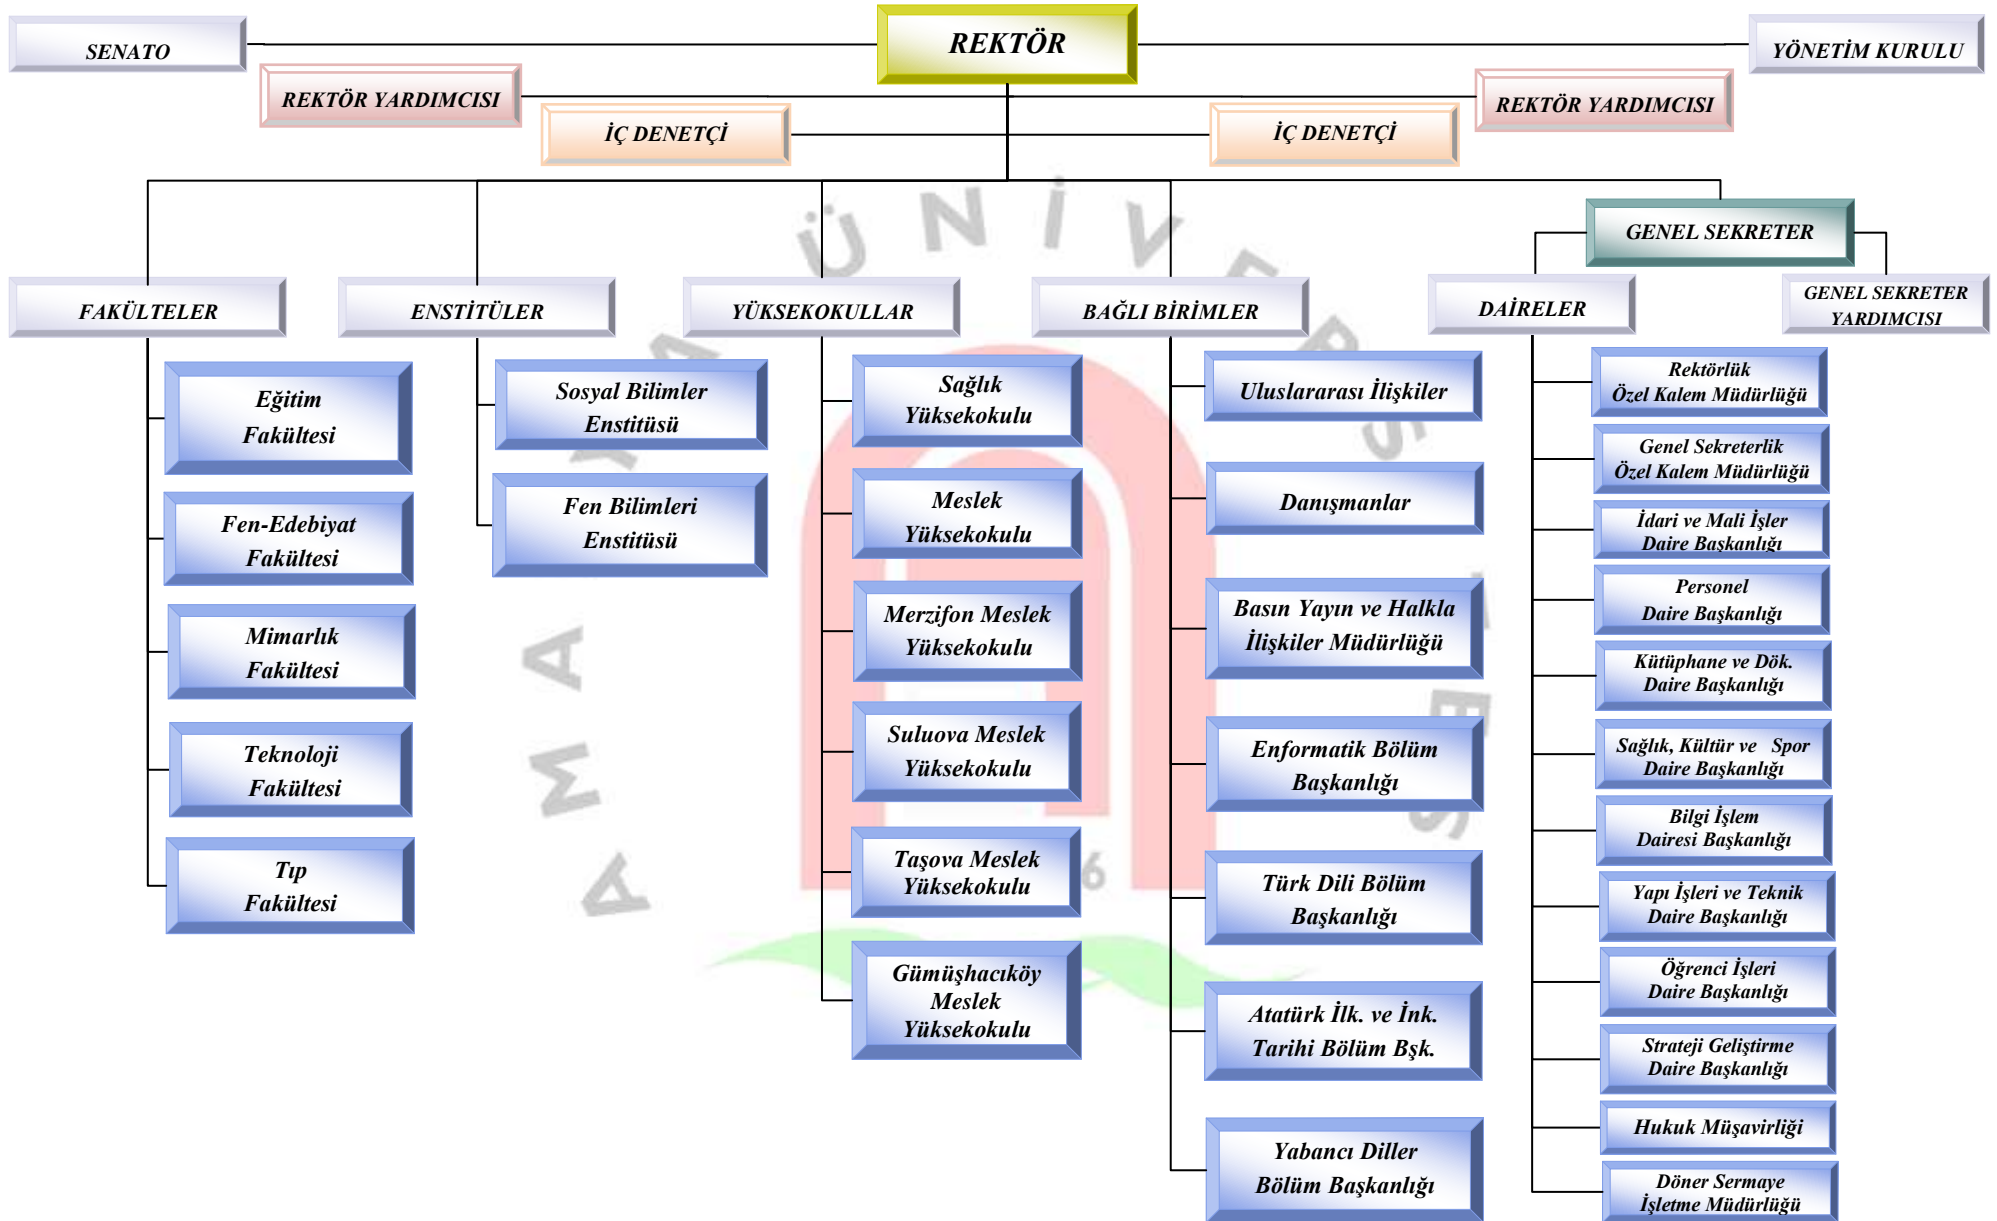 REKTÖR
SENATO
YÖNETİM KURULU
REKTÖR YARDIMCISI
REKTÖR YARDIMCISI
İÇ DENETÇİ
İÇ DENETÇİ
GENEL SEKRETER
FAKÜLTELER
ENSTİTÜLER
YÜKSEKOKULLAR
BAĞLI BİRİMLER
DAİRELER
GENEL SEKRETER
YARDIMCISI
Eğitim
Fakültesi
Fen-Edebiyat
Fakültesi
Mimarlık
Fakültesi
Teknoloji
Fakültesi
Tıp
Fakültesi
Sosyal Bilimler
Enstitüsü
Fen Bilimleri
Enstitüsü
Sağlık
Yüksekokulu
Meslek
Yüksekokulu
Merzifon Meslek
Yüksekokulu
Suluova Meslek
Yüksekokulu
Taşova Meslek
Yüksekokulu
Gümüşhacıköy
Meslek
Yüksekokulu
Uluslararası İlişkiler
Danışmanlar
Basın Yayın ve Halkla
İlişkiler Müdürlüğü
Enformatik Bölüm
Başkanlığı
Türk Dili Bölüm
Başkanlığı
Atatürk İlk. ve İnk.
Tarihi Bölüm Bşk.
Yabancı Diller
Bölüm Başkanlığı
Rektörlük
Özel Kalem Müdürlüğü
Genel Sekreterlik
Özel Kalem Müdürlüğü
İdari ve Mali İşler
Daire Başkanlığı
Personel
Daire Başkanlığı
Kütüphane ve Dök.
Daire Başkanlığı
Sağlık, Kültür ve Spor
Daire Başkanlığı
Bilgi İşlem
Dairesi Başkanlığı
Yapı İşleri ve Teknik
Daire Başkanlığı
Öğrenci İşleri
Daire Başkanlığı
Strateji Geliştirme
Daire Başkanlığı
Hukuk Müşavirliği
Döner Sermaye
İşletme Müdürlüğü